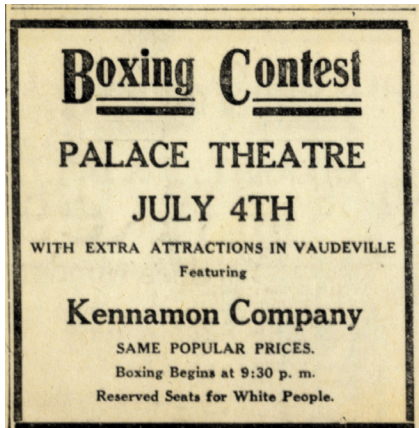 Boxing Contest
PALACE THEATRE
JULY 4TH
WITH EXTRA ATTRACTIONS IN VAUDEVILLE
Featuring
Kennamon Company
SAME POPULAR PRICES.
Boxing Begins at 9:30 p. m.
Reserved Seats for White People.